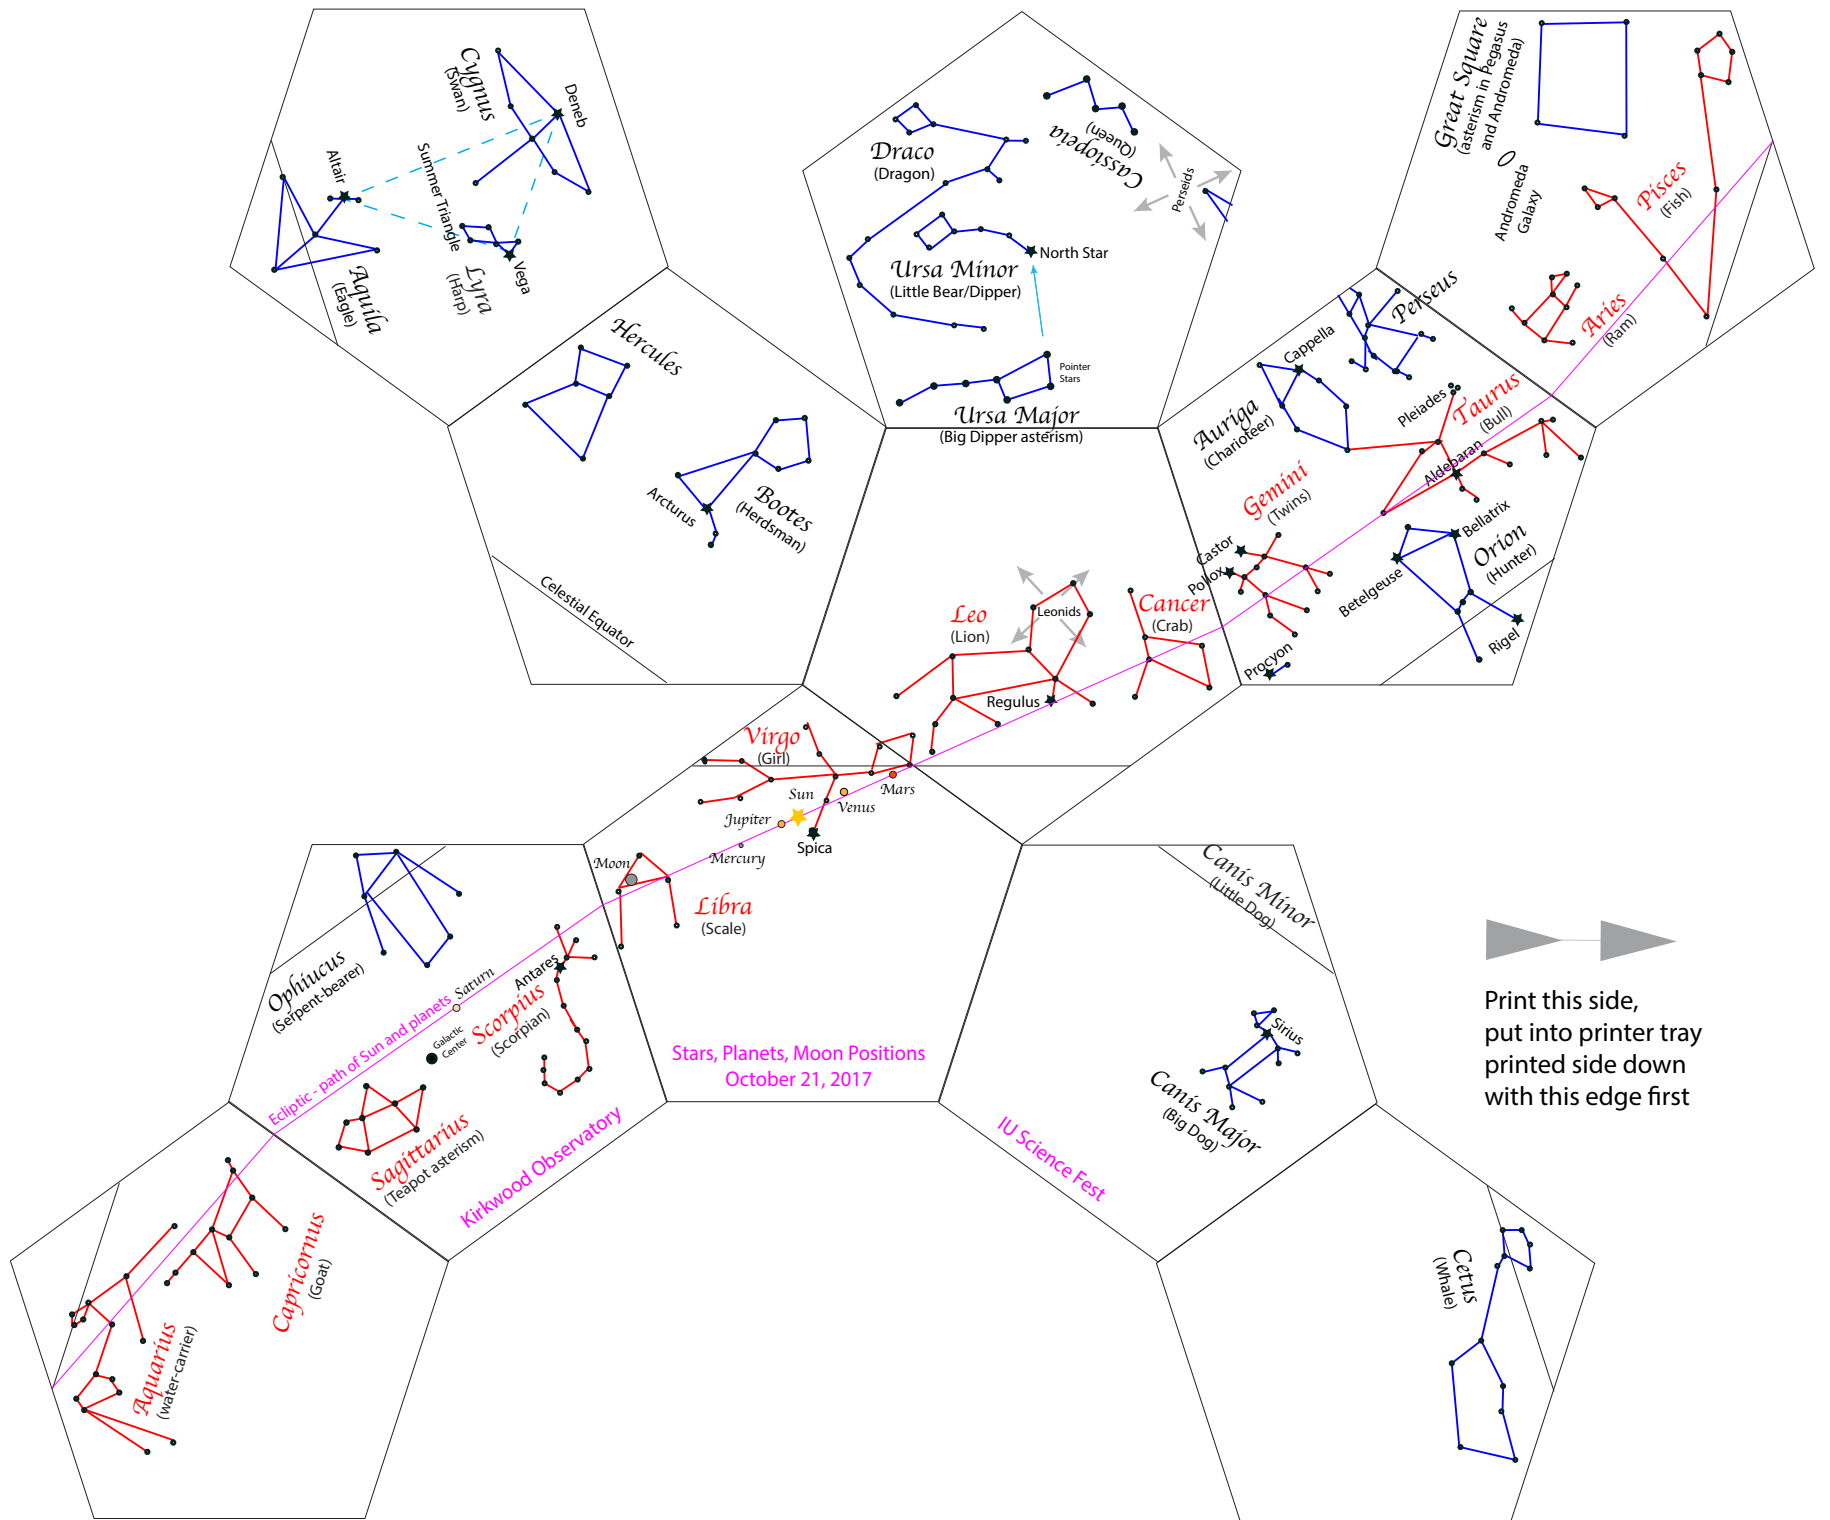 Cygnus
(Swan)
Deneb
Altair
Summer Triangle
Lyra
(Harp)
Vega
Aquila
(Eagle)
Draco
(Dragon)
Cassiopeia
(Queen)
Perseids
Ursa Minor
(Little Bear/Dipper)
North Star
Pointer
Stars
Ursa Major
(Big Dipper asterism)
Great Square
(asterism in Pegasus
and Andromeda)
Andromeda
Galaxy
Pisces
(Fish)
Aries
(Ram)
Hercules
Arcturus
Bootes
(Herdsman)
Celestial Equator
Perseus
Cappella
Auriga
(Charioteer)
Pleiades
Taurus
(Bull)
Aldebaran
Gemini
(Twins)
Castor
Pollox
Bellatrix
Orion
(Hunter)
Betelgeuse
Rigel
Procyon
Leo
(Lion)
Leonids
Cancer
(Crab)
Regulus
Virgo
(Girl)
Sun
Mars
Venus
Jupiter
Spica
Mercury
Moon
Libra
(Scale)
Ophiucus
(Serpent-bearer)
Saturn
Antares
Scorpius
(Scorpian)
Galactic
Center
Ecliptic - path of Sun and planets
Sagittarius
(Teapot asterism)
Stars, Planets, Moon Positions
October 21, 2017
Kirkwood Observatory
IU Science Fest
Canis Minor
(Little Dog)
Sirius
Canis Major
(Big Dog)
Print this side,
put into printer tray
printed side down
with this edge first
Capricornus
(Goat)
Aquarius
(water-carrier)
Cetus
(Whale)